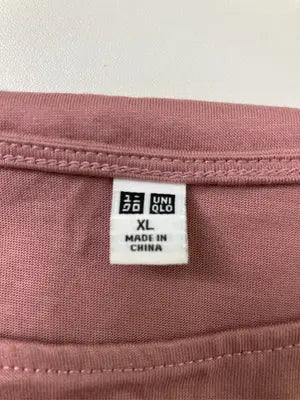 ユニ UNI
クロ QLO
XL
MADE IN
CHINA